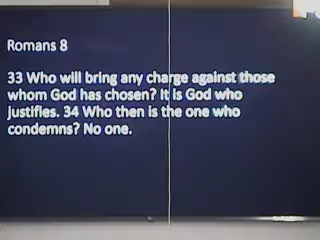 Romans 8
33 Who will bring any charge against those
whom God has chosen? It is God who
justifies. 34 Who then is the one who
condemns? No one.